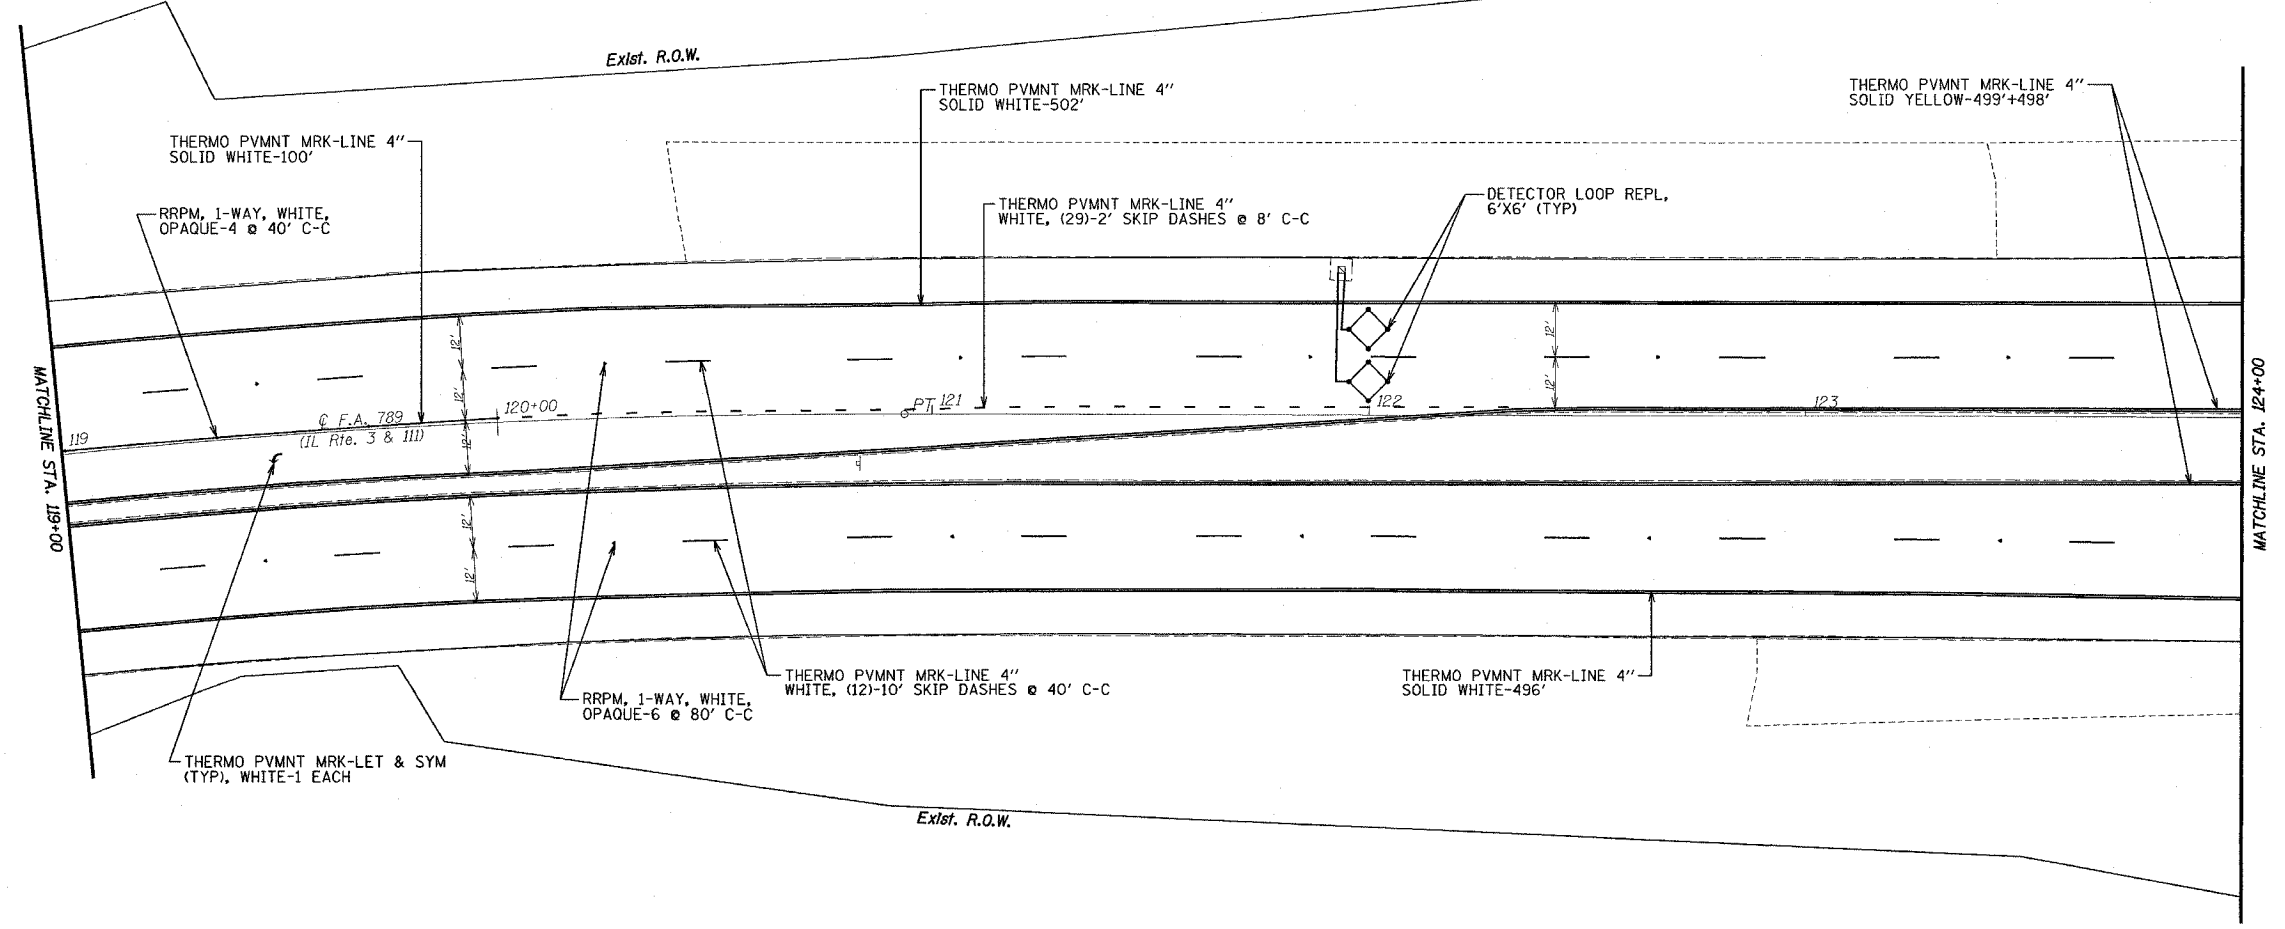 Exist. R.O.W.
THERMO PVMNT MRK-LINE 4"
SOLID WHITE-502'
THERMO PVMNT MRK-LINE 4"
SOLID YELLOW-499'+498'
THERMO PVMNT MRK-LINE 4"
SOLID WHITE-100'
RRPM, 1-WAY, WHITE,
OPAQUE-4 @ 40' C-C
THERMO PVMNT MRK-LINE 4"
WHITE, (29)-2' SKIP DASHES @ 8' C-C
DETECTOR LOOP REPL,
6'X6' (TYP)
12'
12'
12'
12'
12'
119
℄ F.A. 789
(IL Rte. 3 & 111)
120+00
PT
121
122
123
12'
12'
MATCHLINE STA. 119+00
MATCHLINE STA. 124+00
THERMO PVMNT MRK-LINE 4"
WHITE, (12)-10' SKIP DASHES @ 40' C-C
RRPM, 1-WAY, WHITE,
OPAQUE-6 @ 80' C-C
THERMO PVMNT MRK-LINE 4"
SOLID WHITE-496'
THERMO PVMNT MRK-LET & SYM
(TYP), WHITE-1 EACH
Exist. R.O.W.